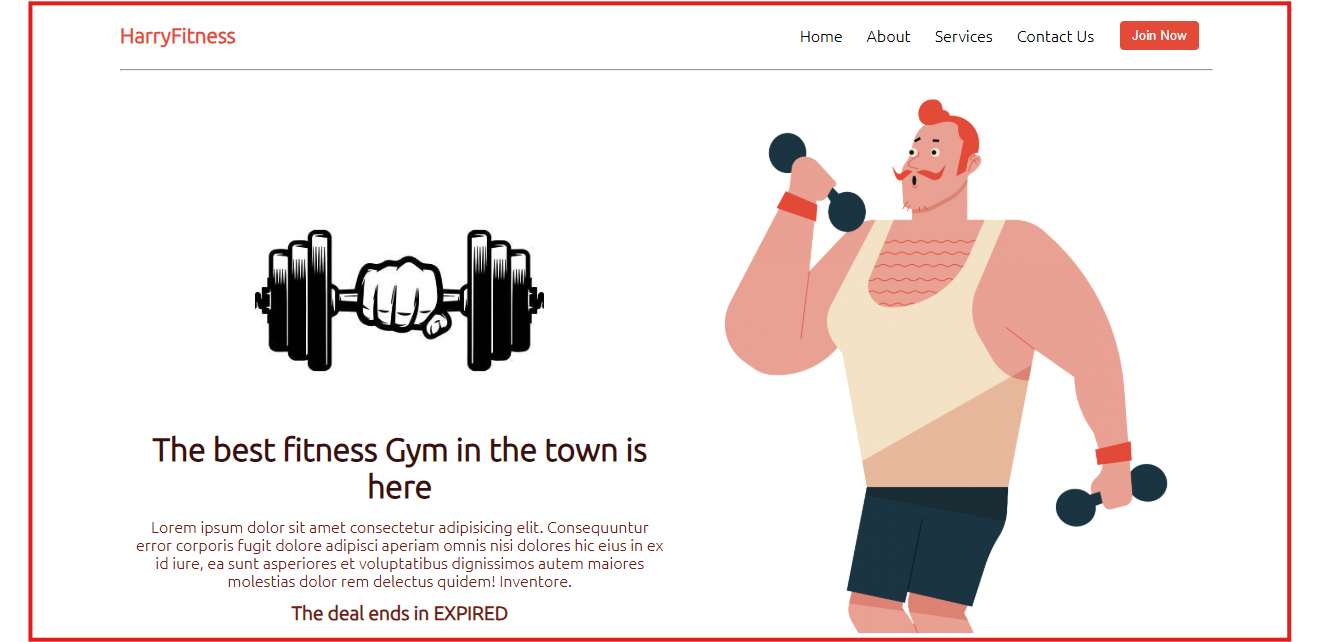 HarryFitness
Home About Services Contact Us Join Now
The best fitness Gym in the town is
here
Lorem ipsum dolor sit amet consectetur adipisicing elit. Consequuntur
error corporis fugit dolore adipisci aperiam omnis nisi dolores hic eius in ex
id iure, ea sunt asperiores et voluptatibus dignissimos autem maiores
molestias dolor rem delectus quidem! Inventore.
The deal ends in EXPIRED